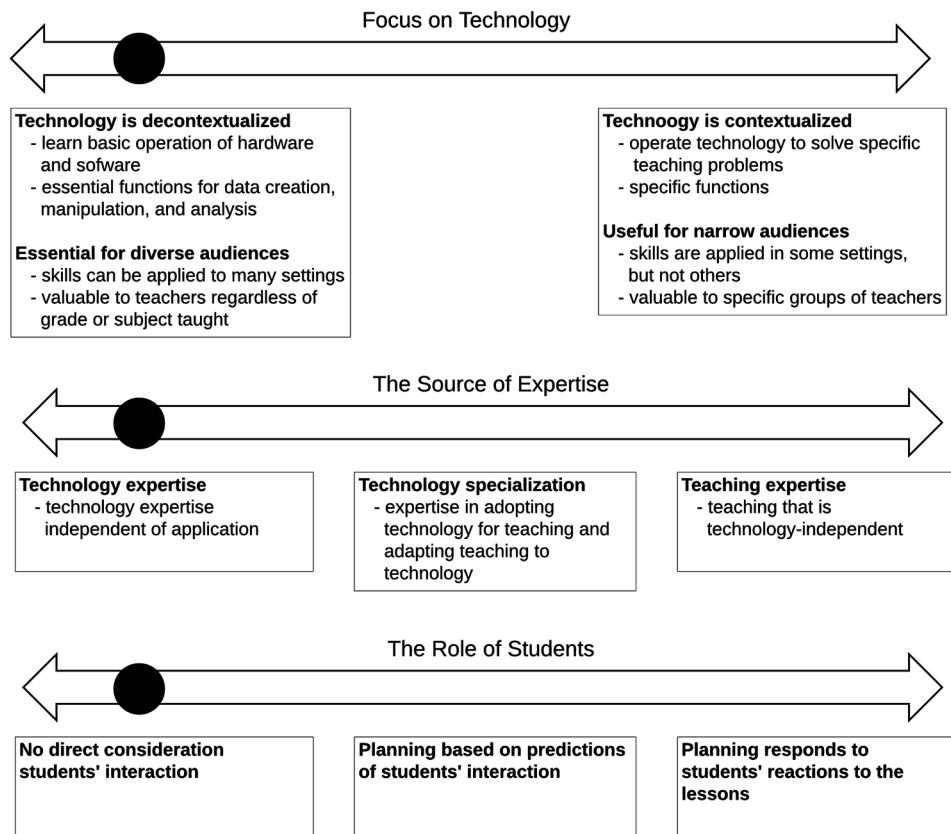 Focus on Technology
Technology is decontextualized
- learn basic operation of hardware
and sofware
- essential functions for data creation,
manipulation, and analysis
Essential for diverse audiences
- skills can be applied to many settings
- valuable to teachers regardless of
grade or subject taught
Technoogy is contextualized
- operate technology to solve specific
teaching problems
- specific functions
Useful for narrow audiences
- skills are applied in some settings,
but not others
- valuable to specific groups of teachers
The Source of Expertise
Technology expertise
- technology expertise
independent of application
Technology specialization
- expertise in adopting
technology for teaching and
adapting teaching to
technology
Teaching expertise
- teaching that is
technology-independent
The Role of Students
No direct consideration
students' interaction
Planning based on predictions
of students' interaction
Planning responds to
students' reactions to the
lessons